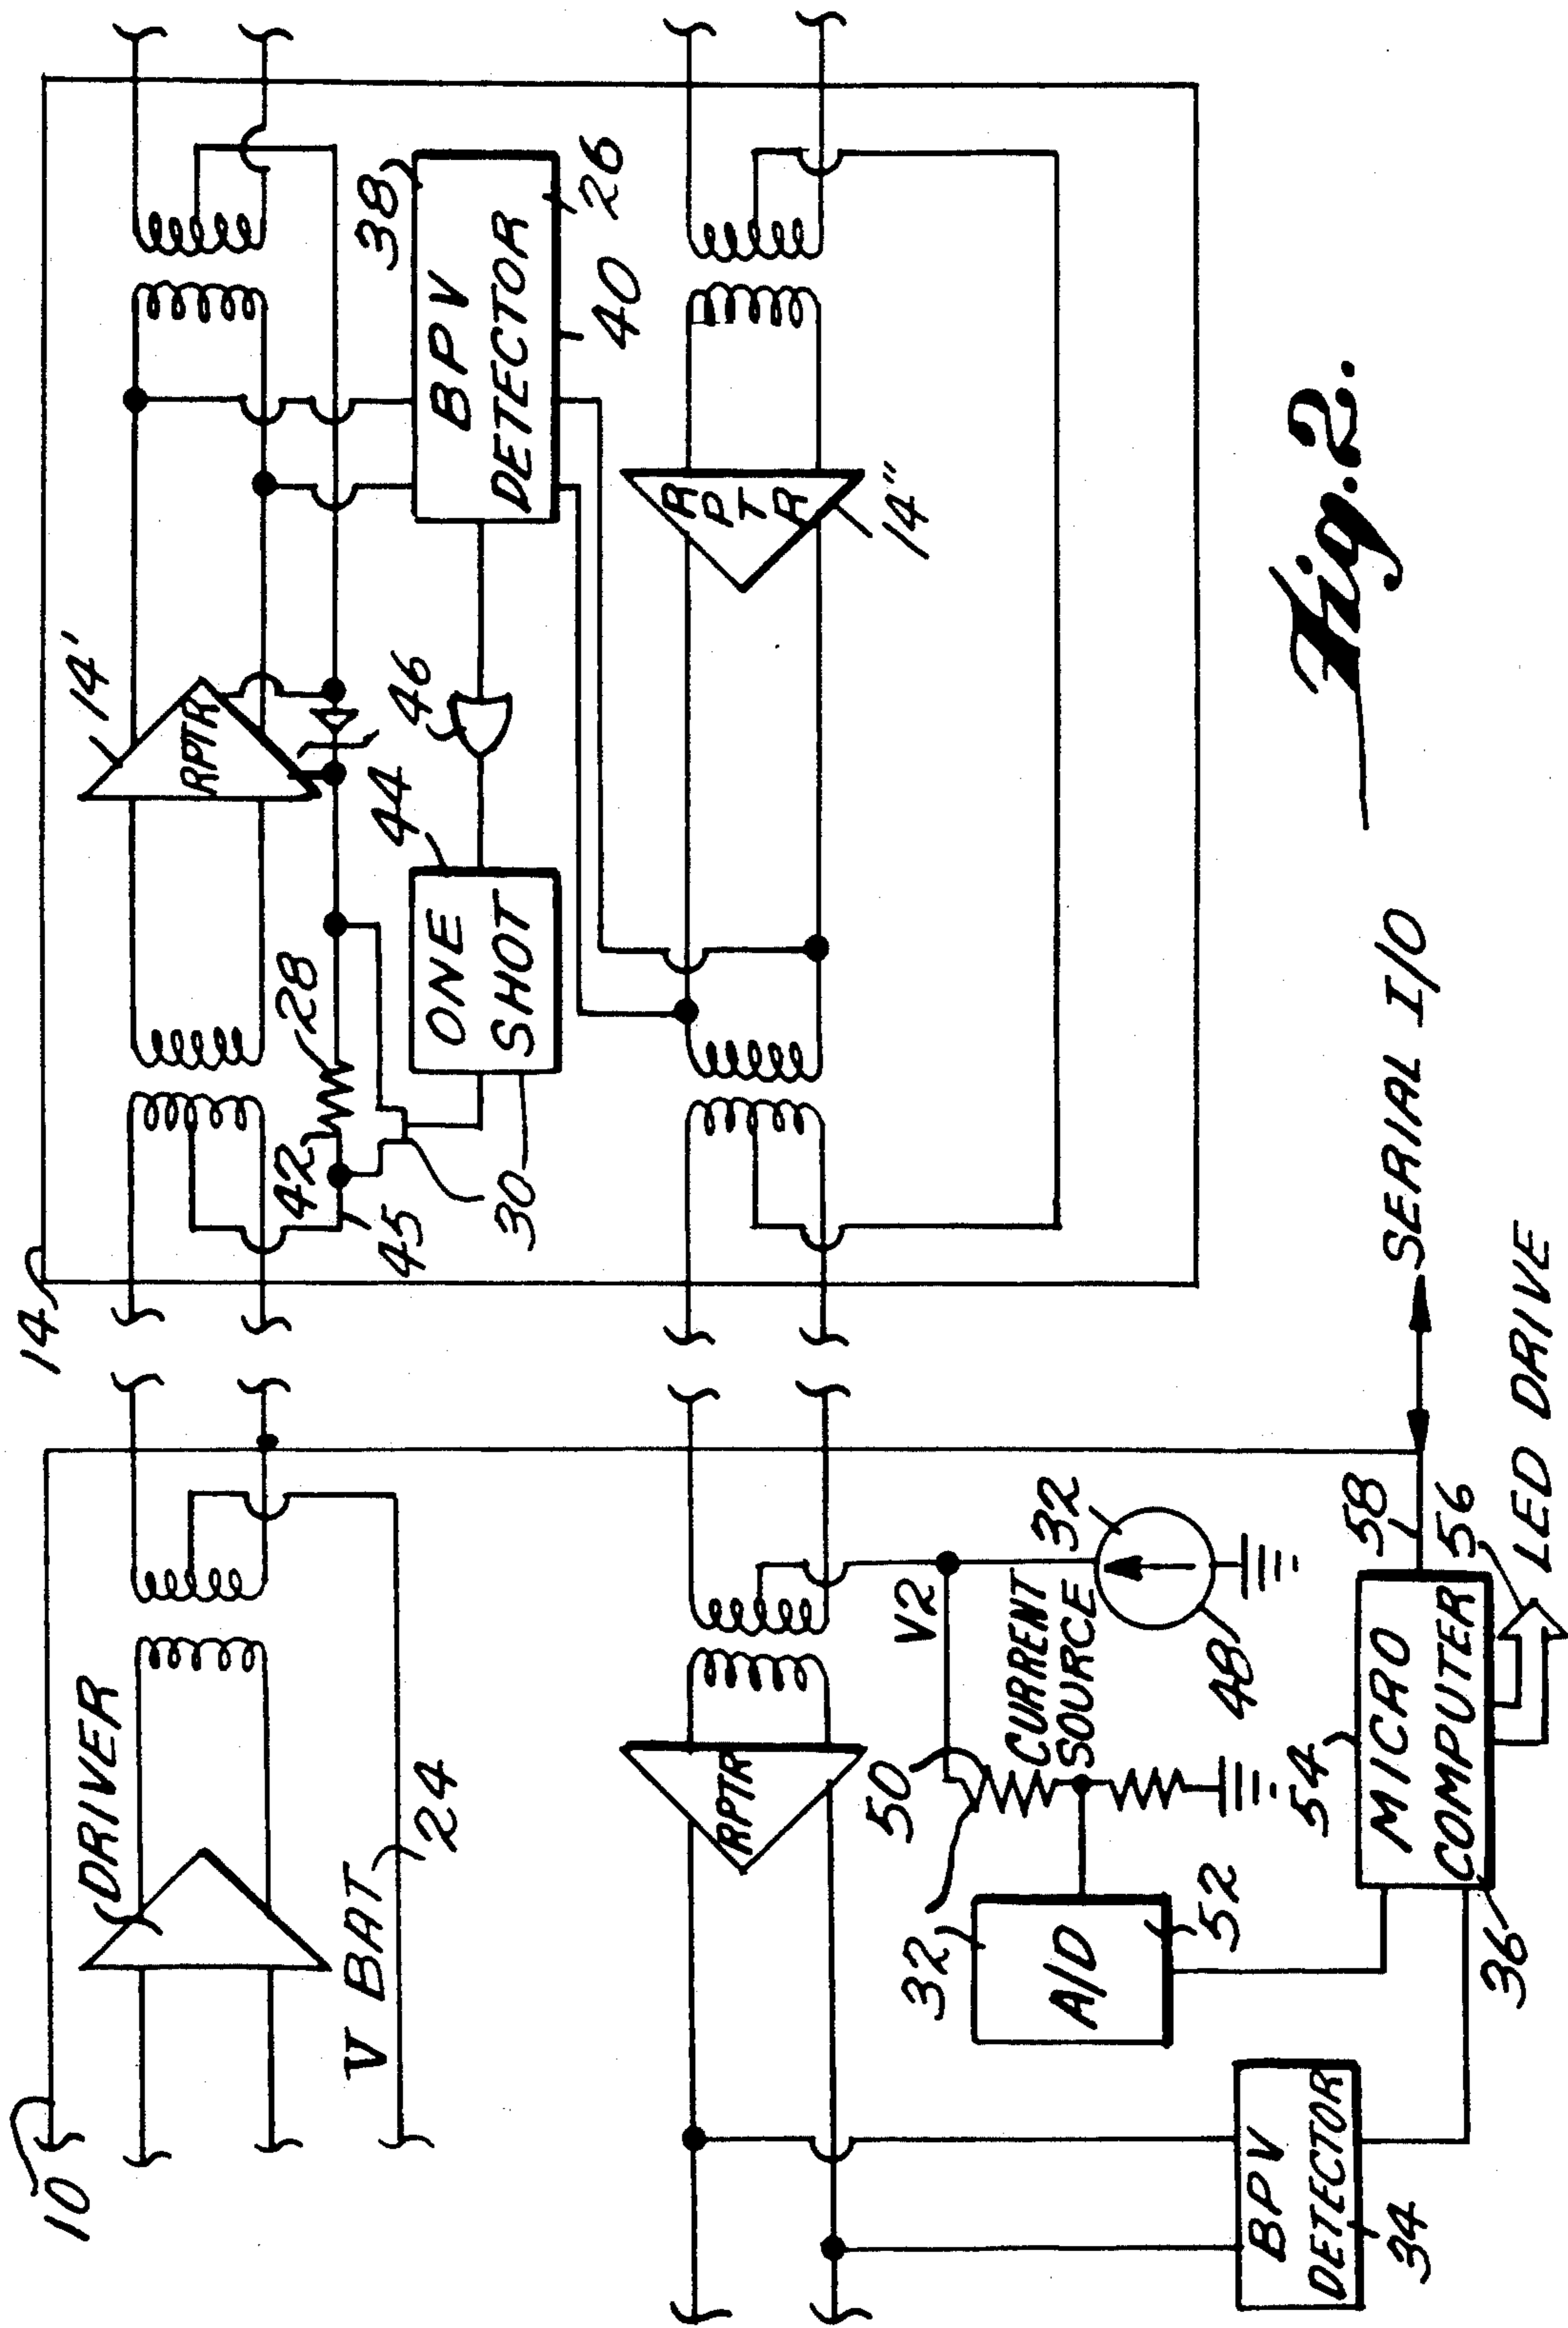 10
DRIVER
V BAT
24
RPTR
V2
32
CURRENT
SOURCE
48
50
32
A/D
52
BPV
DETECTOR
34
54
MICRO
COMPUTER
36
58
56
SERIAL I/O
LED DRIVE
14
14'
RPTR
42
28
45
30
ONE
SHOT
44
46
38
BPV
DETECTOR
40
26
RPTR
14"
Fig.2.